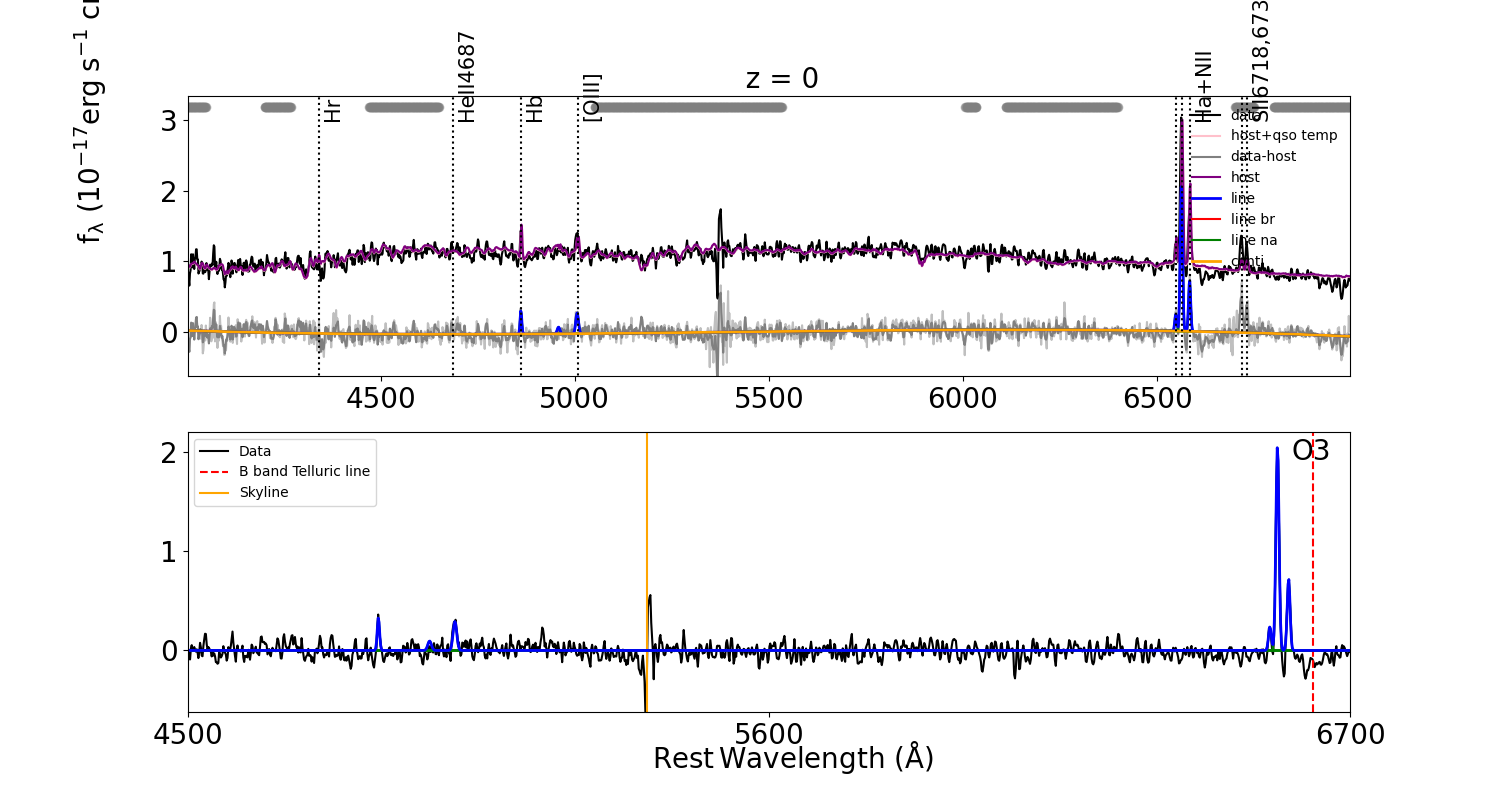 z = 0
fλ (10−17erg s−1 c
Hr
HeII4687
Hb
[OIII]
Ha+NII
SII6718,673
3
2
1
0
data
host+qso temp
data-host
host
line
line br
line na
conti
4500
5000
5500
6000
6500
2
1
0
Data
B band Telluric line
Skyline
O3
4500
5600
6700
Rest Wavelength (Å)